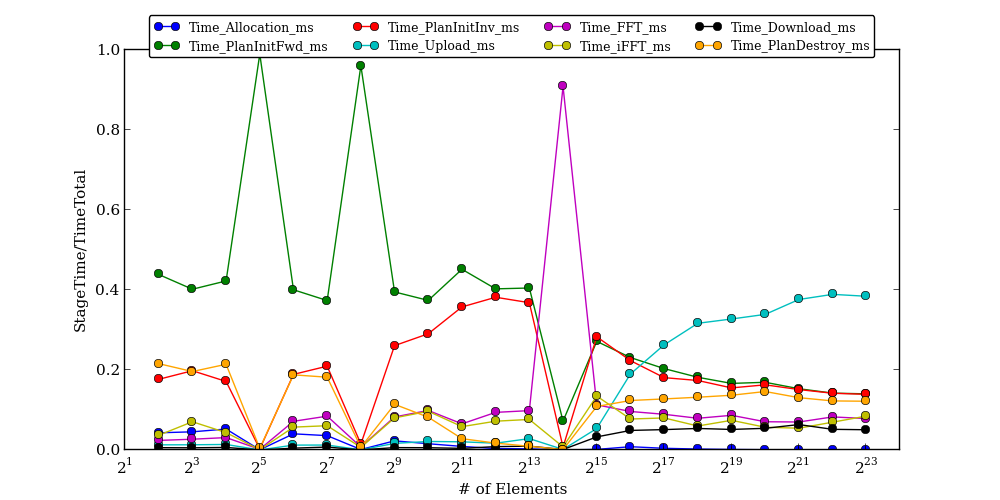 Time_Allocation_ms Time_PlanInitInv_ms Time_FFT_ms Time_Download_ms
Time_PlanInitFwd_ms Time_Upload_ms Time_iFFT_ms Time_PlanDestroy_ms
1.0
0.8
0.6
0.4
0.2
0.0
StageTime/TimeTotal
2^1 2^3 2^5 2^7 2^9 2^11 2^13 2^15 2^17 2^19 2^21 2^23
# of Elements